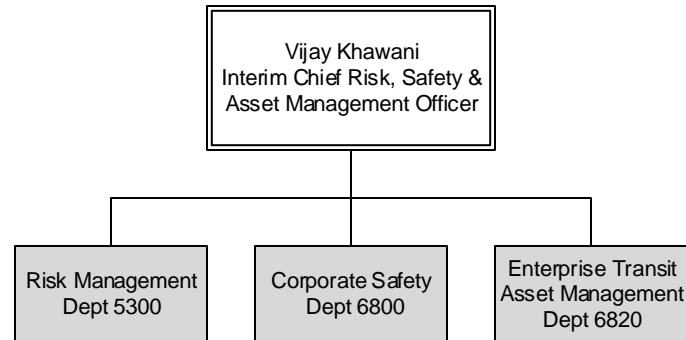 Vijay Khawani
Interim Chief Risk, Safety &
Asset Management Officer
Risk Management
Dept 5300
Corporate Safety
Dept 6800
Enterprise Transit
Asset Management
Dept 6820